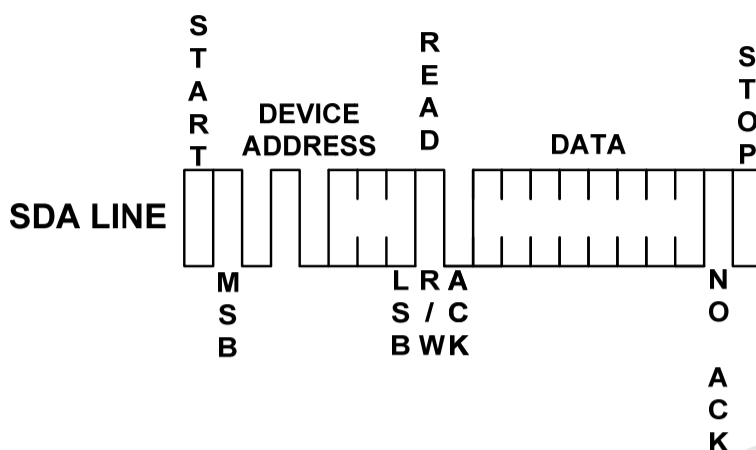 START
READ
STOP
DEVICE
ADDRESS
DATA
SDA LINE
MSB
LSB
R/W
ACK
NO ACK